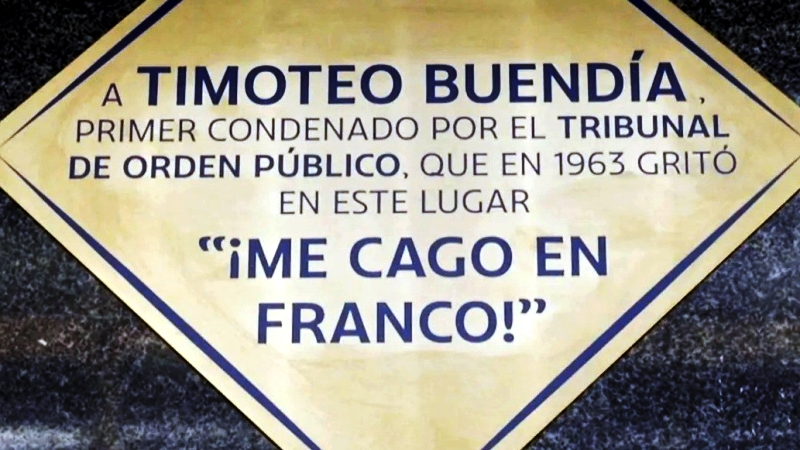 A TIMOTEO BUENDÍA,
PRIMER CONDENADO POR EL TRIBUNAL
DE ORDEN PÚBLICO, QUE EN 1963 GRITÓ
EN ESTE LUGAR
“¡ME CAGO EN
FRANCO!”